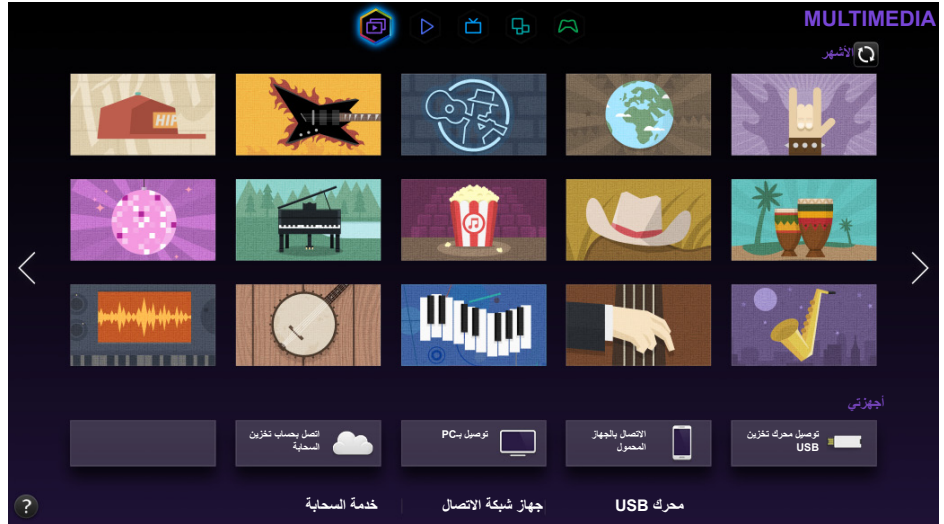 MULTIMEDIA
الأشهر
HIP
أجهزتي
توصيل محرك تخزين
USB
الاتصال بالجهاز
المحمول
توصيل بـPC
اتصل بحساب تخزين
السحابة
محرك USB
جهاز شبكة الاتصال
خدمة السحابة
?